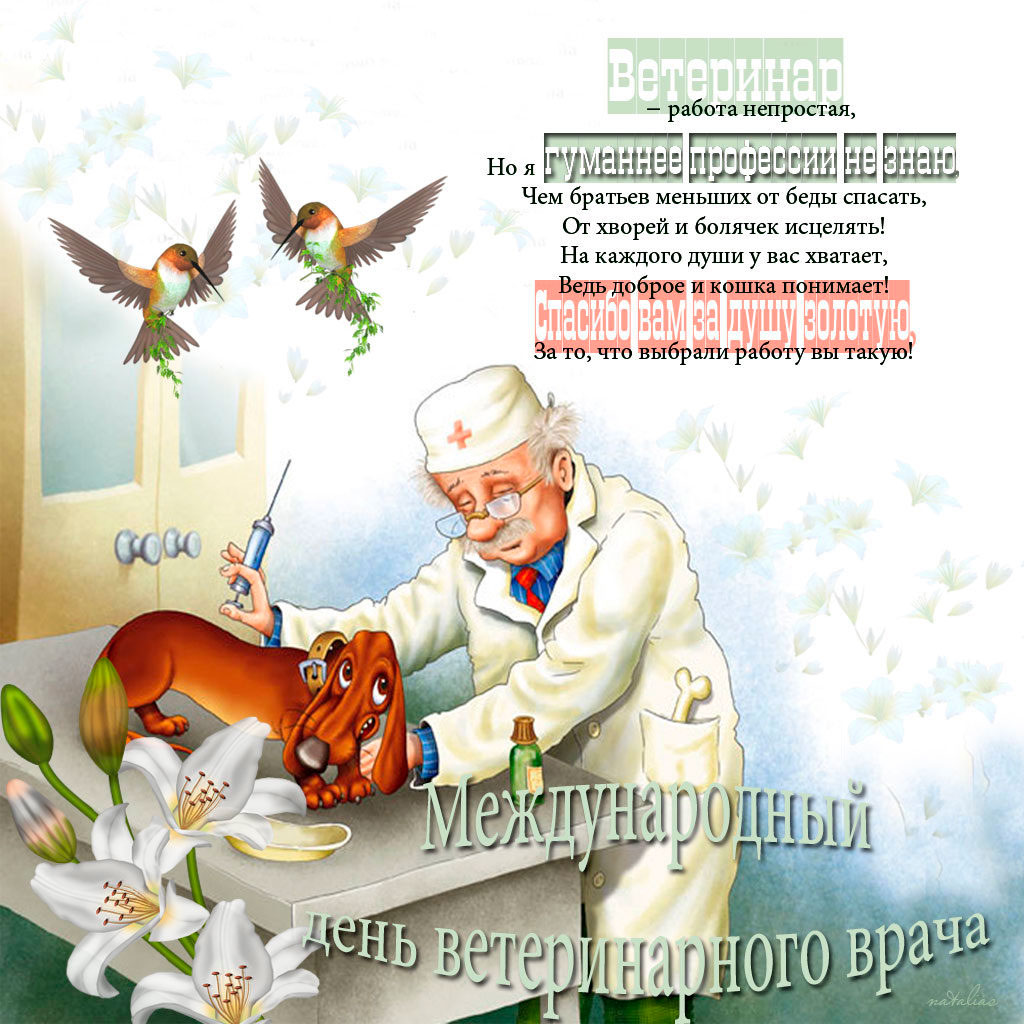 Ветеринар
– работа непростая,
Но я гуманнее профессии не знаю,
Чем братьев меньших от беды спасать,
От хворей и болячек исцелять!
На каждого души у вас хватает,
Ведь доброе и кошка понимает!
Спасибо вам за душу золотую,
За то, что выбрали работу вы такую!
Международный
день ветеринарного врача
natalias